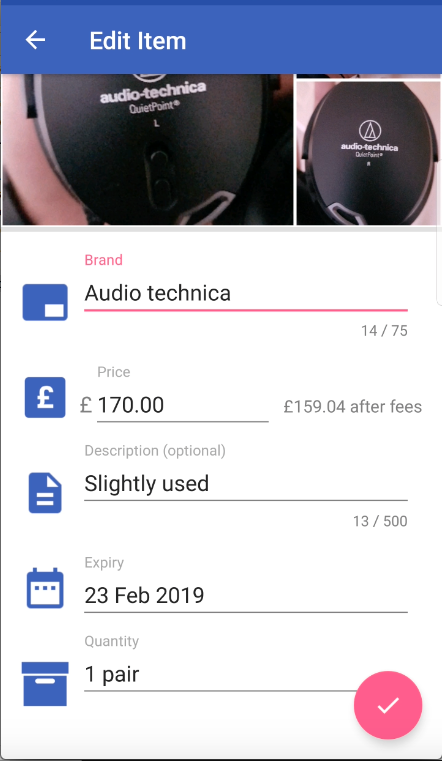 Edit Item
audio-technica
QuietPoint®
L
audio-technica
QuietPoint®
R
Brand
Audio technica
14 / 75
Price
£ 170.00
£159.04 after fees
Description (optional)
Slightly used
13 / 500
Expiry
23 Feb 2019
Quantity
1 pair